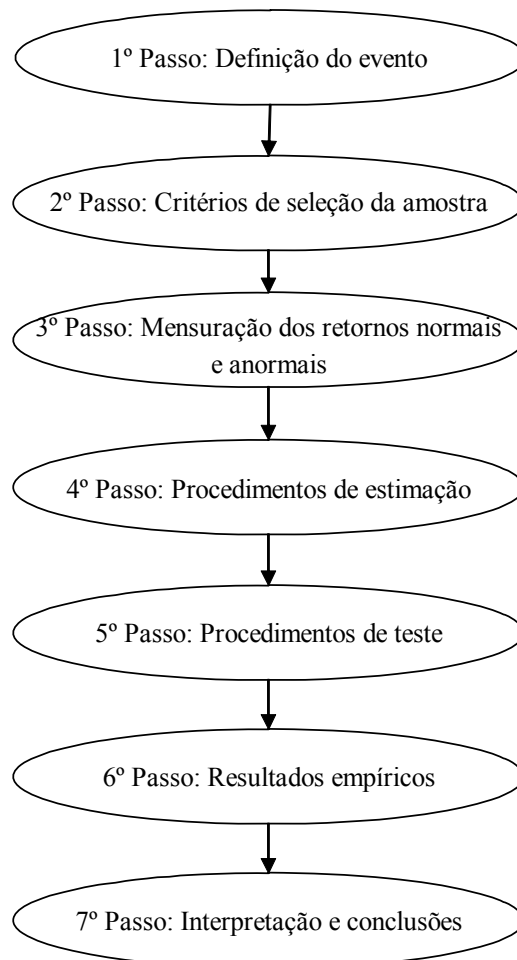 1º Passo: Definição do evento
2º Passo: Critérios de seleção da amostra
3º Passo: Mensuração dos retornos normais
e anormais
4º Passo: Procedimentos de estimação
5º Passo: Procedimentos de teste
6º Passo: Resultados empíricos
7º Passo: Interpretação e conclusões